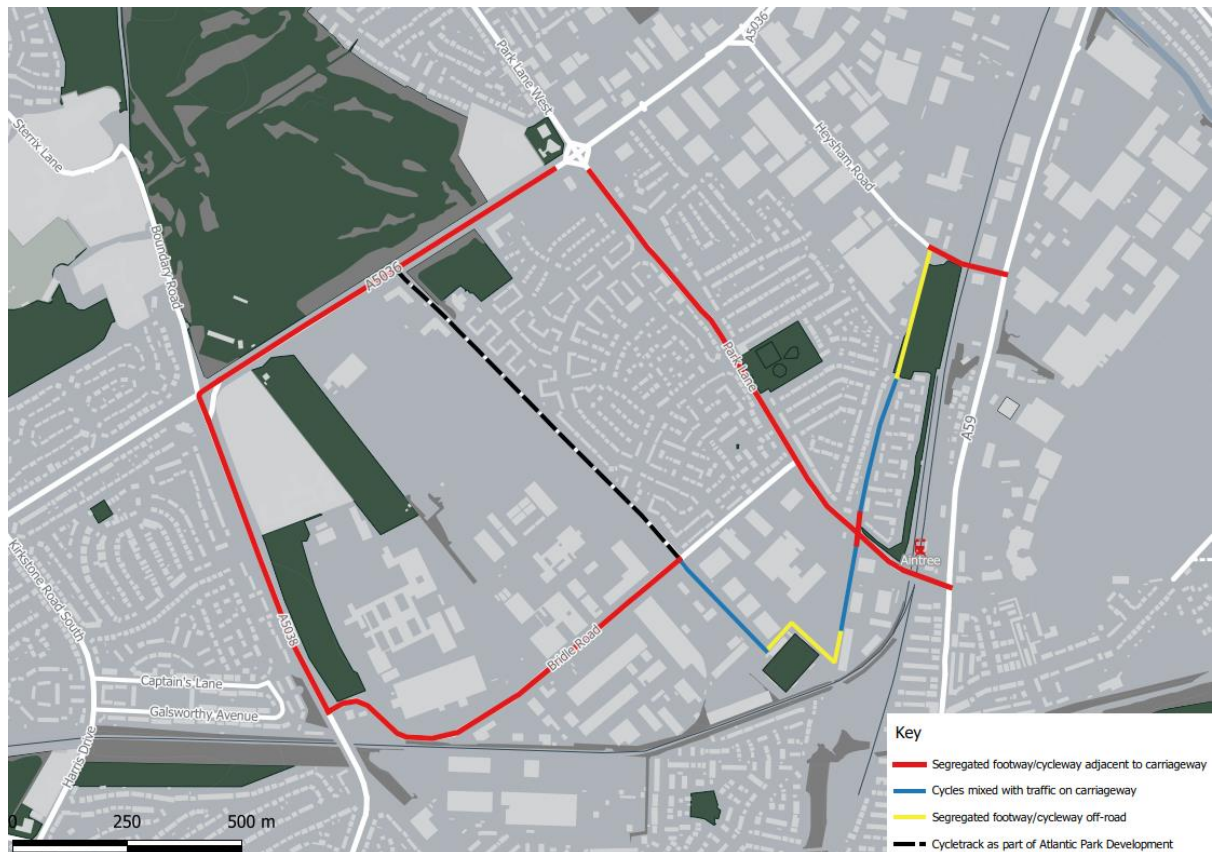 A5036
Park Lane West
Sterrix Lane
Heysham Road
Boundary Road
A5036
Park Lane
A59
Aintree
Kirkstone Road South
A5038
Bridle Road
Captain's Lane
Galsworthy Avenue
Harris Drive
Key
Segregated footway/cycleway adjacent to carriageway
Cycles mixed with traffic on carriageway
Segregated footway/cycleway off-road
Cycletrack as part of Atlantic Park Development
0 250 500 m